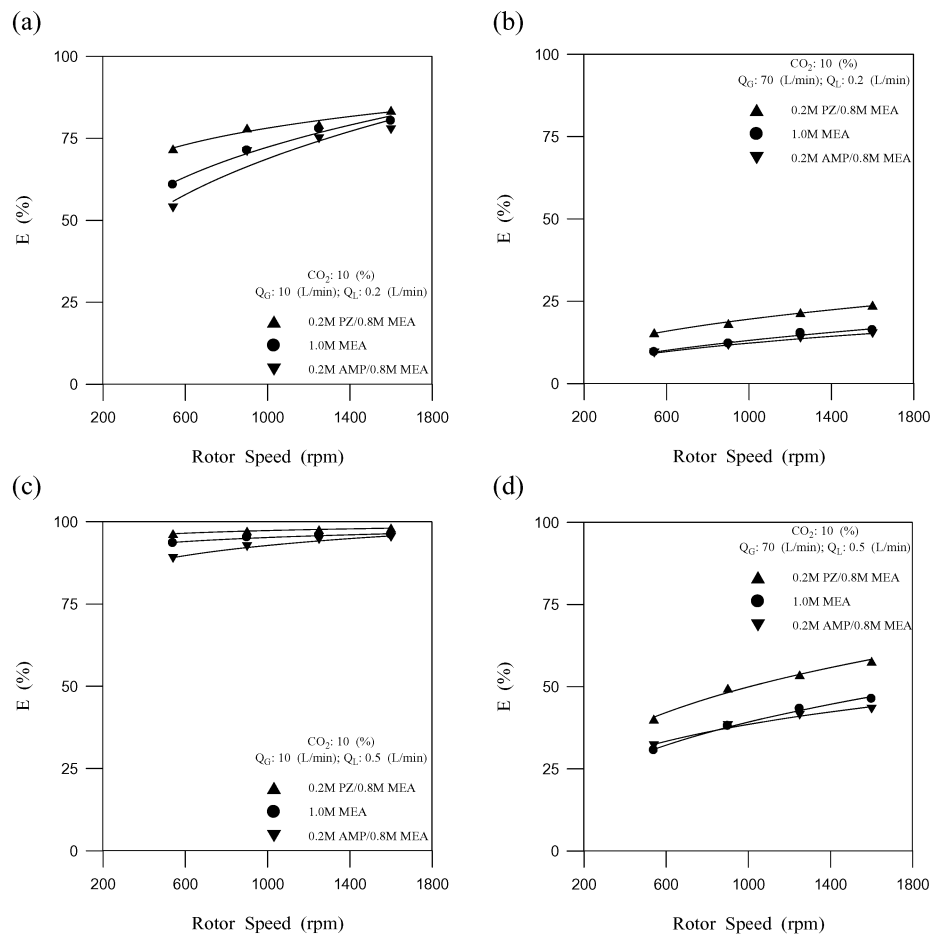 (a)
100
75
50
25
0
E (%)
CO2: 10 (%)
QG: 10 (L/min); QL: 0.2 (L/min)
0.2M PZ/0.8M MEA
1.0M MEA
0.2M AMP/0.8M MEA
200 600 1000 1400 1800
Rotor Speed (rpm)
(b)
100
75
50
25
0
E (%)
CO2: 10 (%)
QG: 70 (L/min); QL: 0.2 (L/min)
0.2M PZ/0.8M MEA
1.0M MEA
0.2M AMP/0.8M MEA
200 600 1000 1400 1800
Rotor Speed (rpm)
(c)
100
75
50
25
0
E (%)
CO2: 10 (%)
QG: 10 (L/min); QL: 0.5 (L/min)
0.2M PZ/0.8M MEA
1.0M MEA
0.2M AMP/0.8M MEA
200 600 1000 1400 1800
Rotor Speed (rpm)
(d)
100
75
50
25
0
E (%)
CO2: 10 (%)
QG: 70 (L/min); QL: 0.5 (L/min)
0.2M PZ/0.8M MEA
1.0M MEA
0.2M AMP/0.8M MEA
200 600 1000 1400 1800
Rotor Speed (rpm)